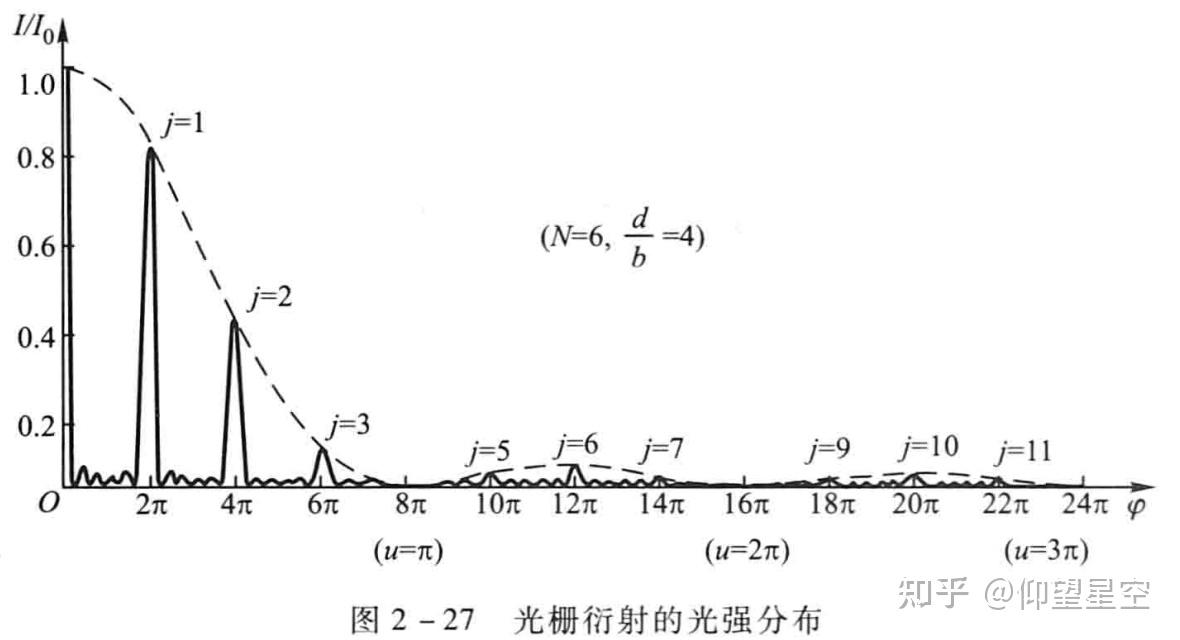 I/I₀
1.0
0.8
0.6
0.4
0.2
j=1
j=2
j=3
j=5
j=6
j=7
j=9
j=10
j=11
(N=6, d/b =4)
O 2π 4π 6π 8π 10π 12π 14π 16π 18π 20π 22π 24π φ
(u=π) (u=2π) (u=3π)
知乎 @仰望星空
图 2-27 光栅衍射的光强分布